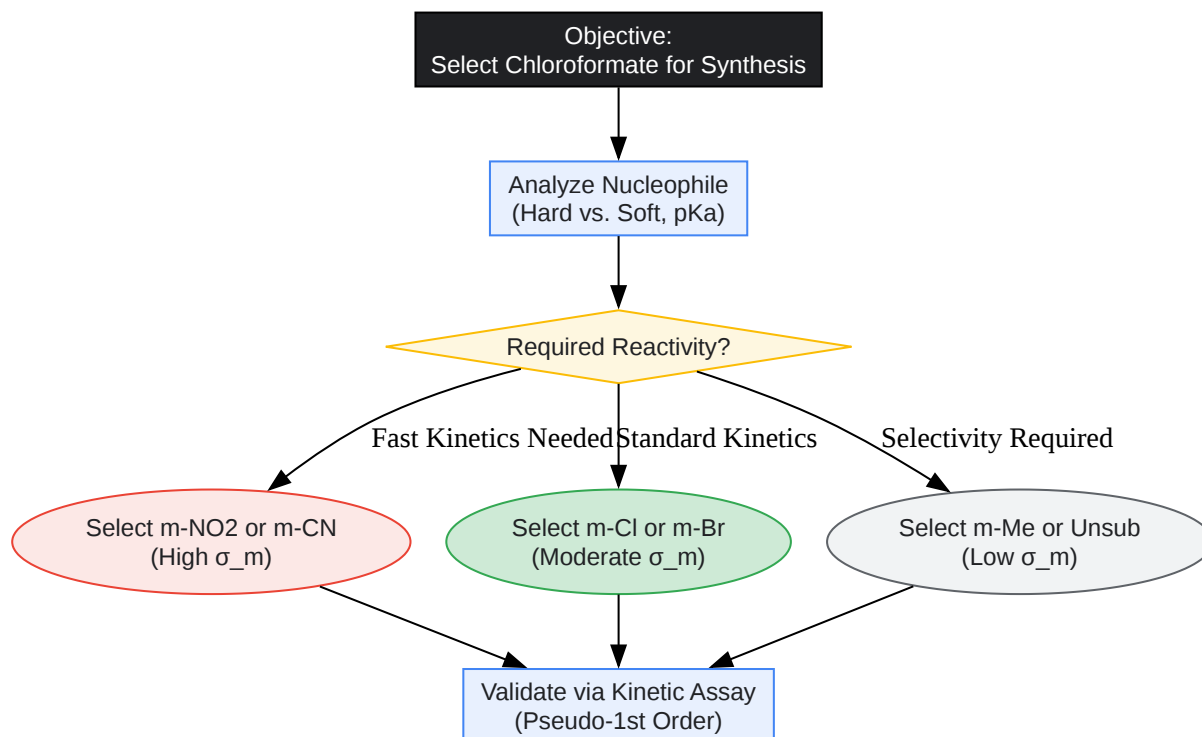 Objective:
Select Chloroformate for Synthesis
Analyze Nucleophile
(Hard vs. Soft, pKa)
Required Reactivity?
Fast Kinetics Needed
Standard Kinetics
Selectivity Required
Select m-NO2 or m-CN
(High σ_m)
Select m-Cl or m-Br
(Moderate σ_m)
Select m-Me or Unsub
(Low σ_m)
Validate via Kinetic Assay
(Pseudo-1st Order)